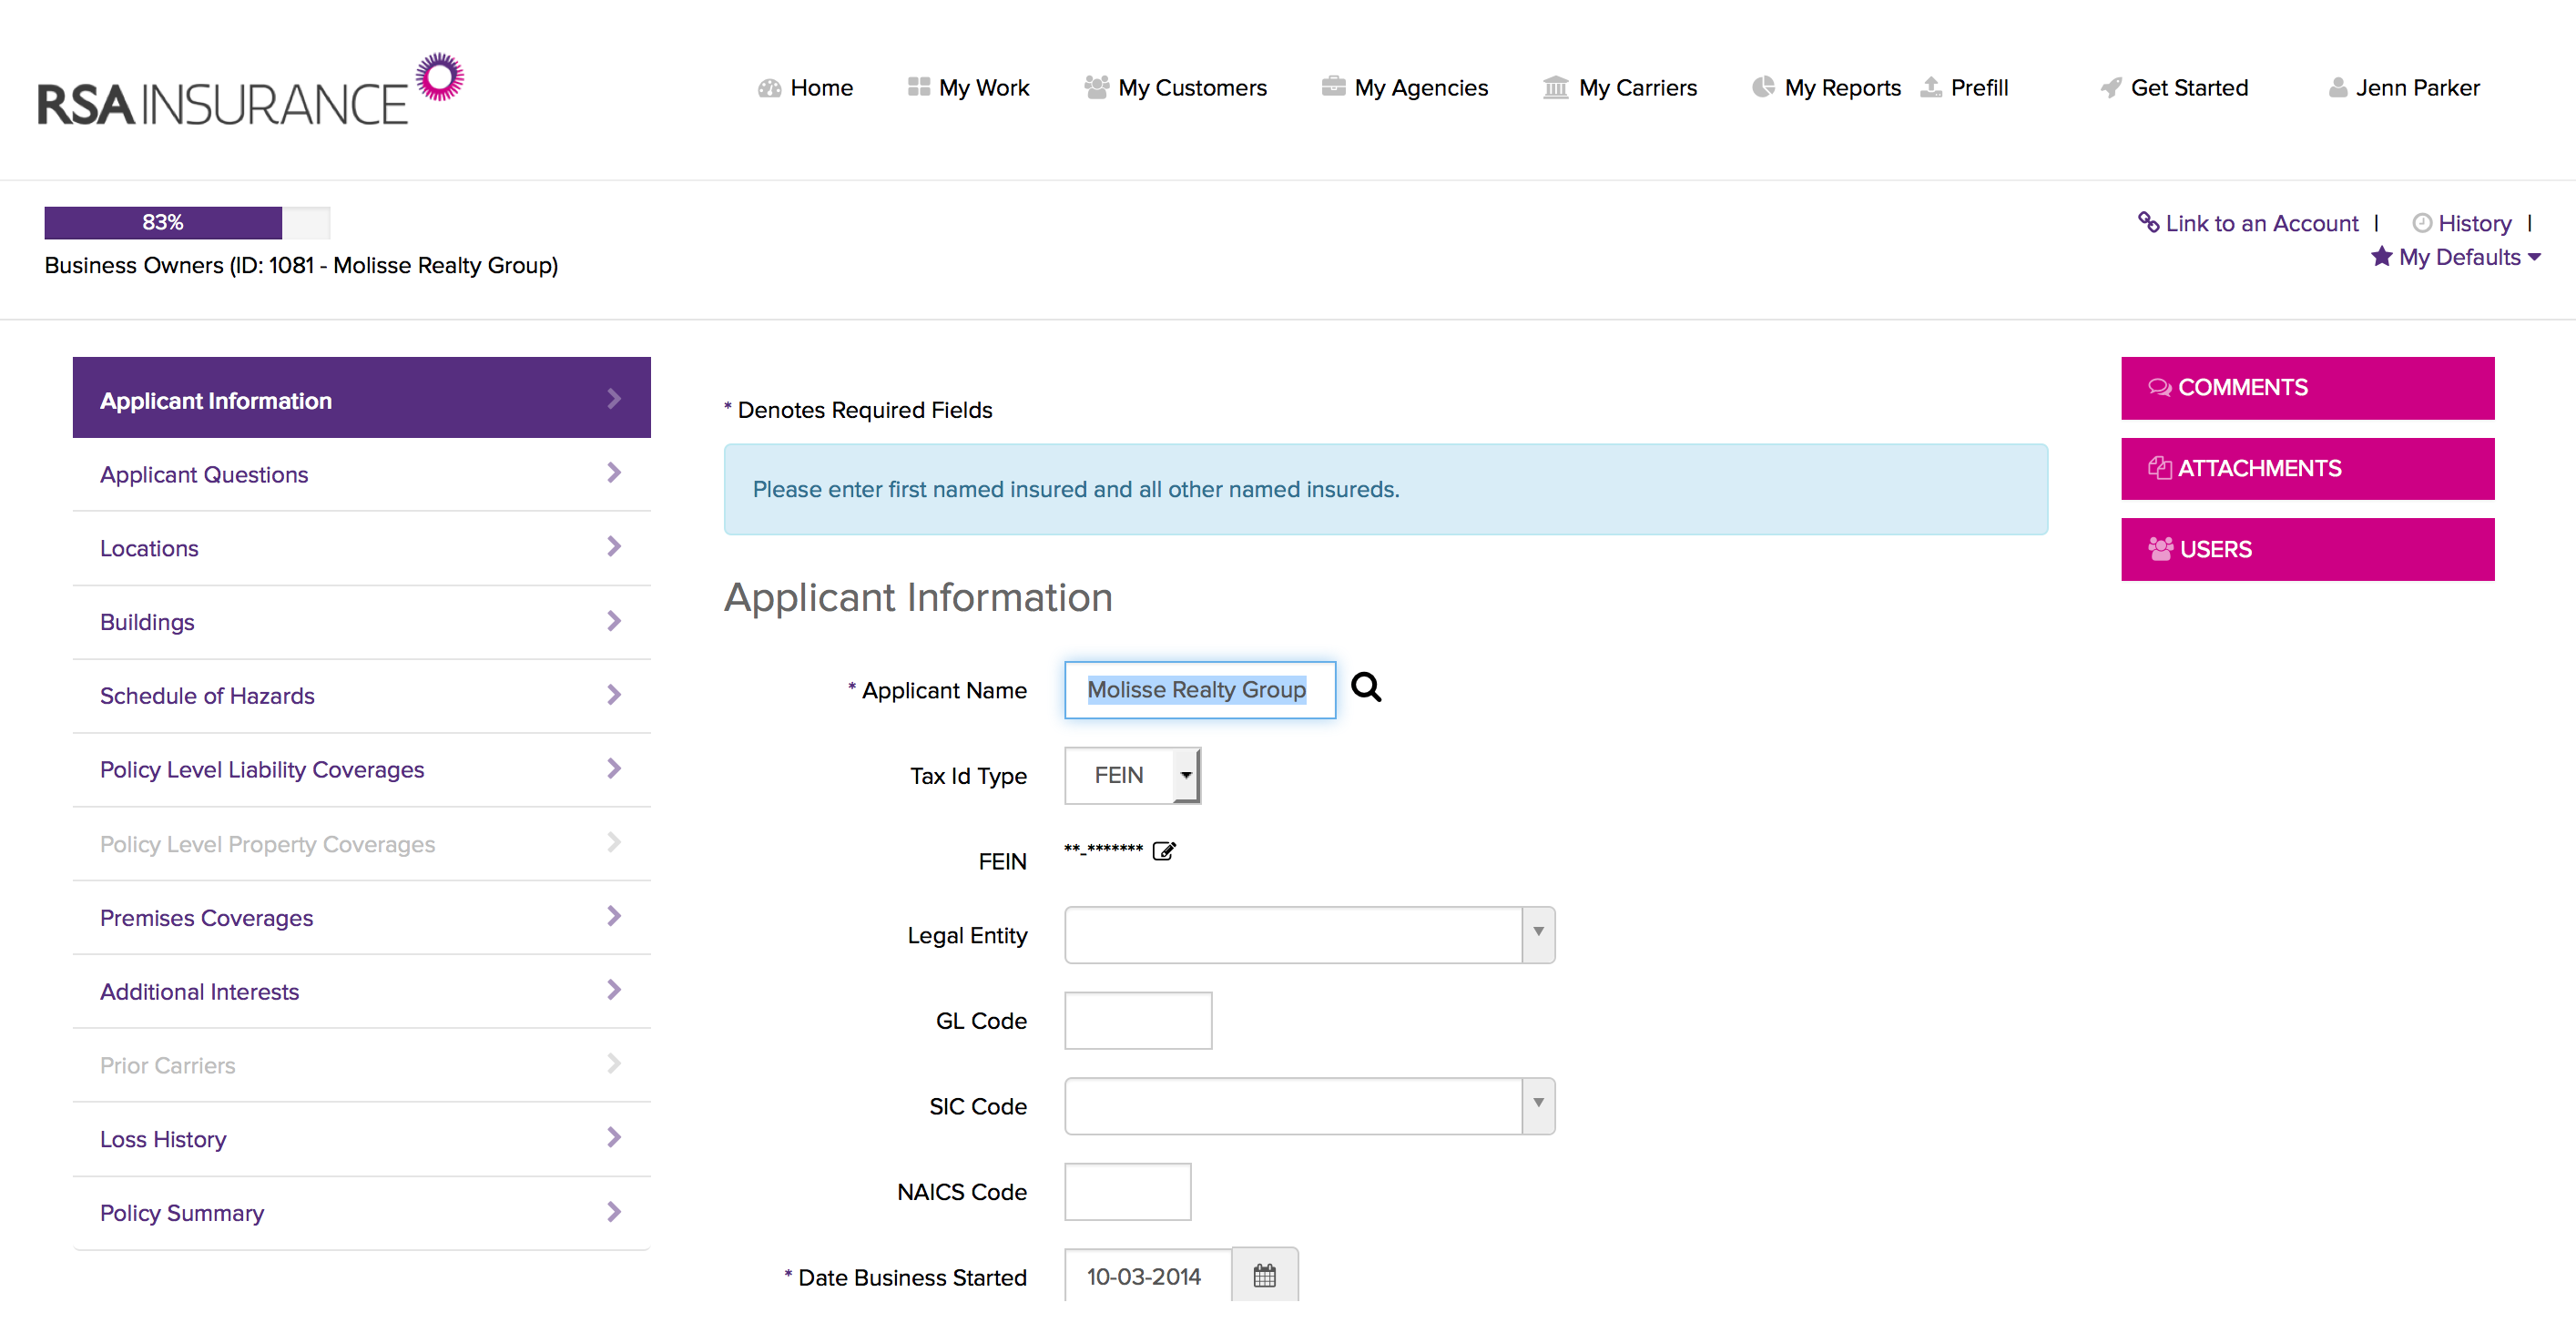 RSA INSURANCE
Home My Work My Customers My Agencies My Carriers My Reports Prefill Get Started Jenn Parker
83%
Business Owners (ID: 1081 - Molisse Realty Group)
Link to an Account | History |
My Defaults
Applicant Information
Applicant Questions
Locations
Buildings
Schedule of Hazards
Policy Level Liability Coverages
Policy Level Property Coverages
Premises Coverages
Additional Interests
Prior Carriers
Loss History
Policy Summary
* Denotes Required Fields
Please enter first named insured and all other named insureds.
Applicant Information
* Applicant Name Molisse Realty Group
Tax Id Type FEIN
FEIN **-*******
Legal Entity
GL Code
SIC Code
NAICS Code
* Date Business Started 10-03-2014
COMMENTS
ATTACHMENTS
USERS